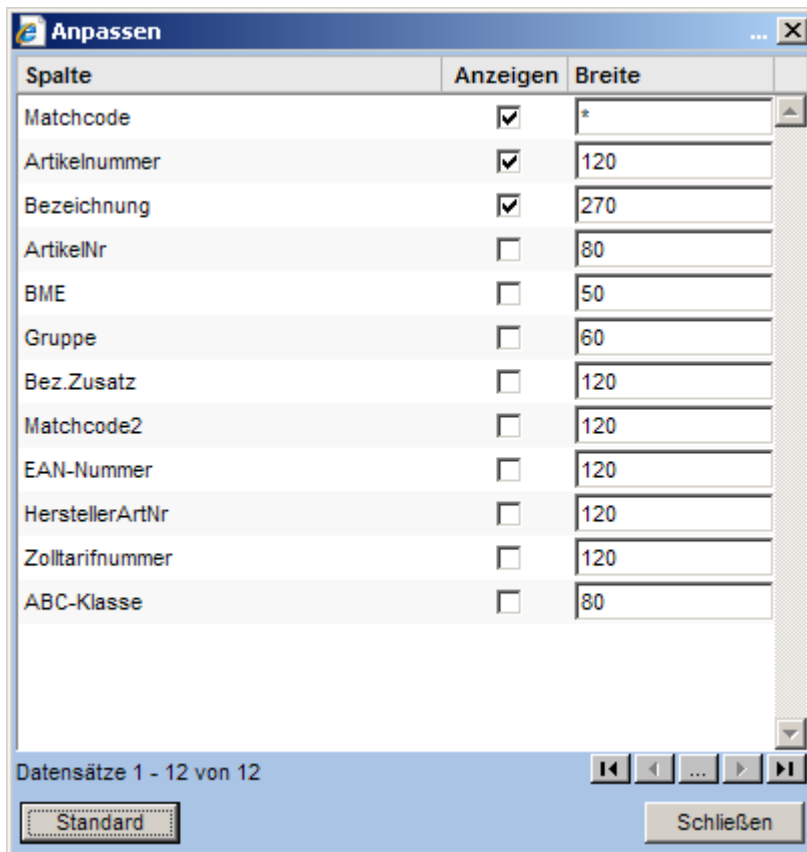 Anpassen ...
Spalte Anzeigen Breite
Matchcode *
Artikelnummer 120
Bezeichnung 270
ArtikelNr 80
BME 50
Gruppe 60
Bez.Zusatz 120
Matchcode2 120
EAN-Nummer 120
HerstellerArtNr 120
Zolltarifnummer 120
ABC-Klasse 80
Datensätze 1 - 12 von 12 ...
Standard Schließen